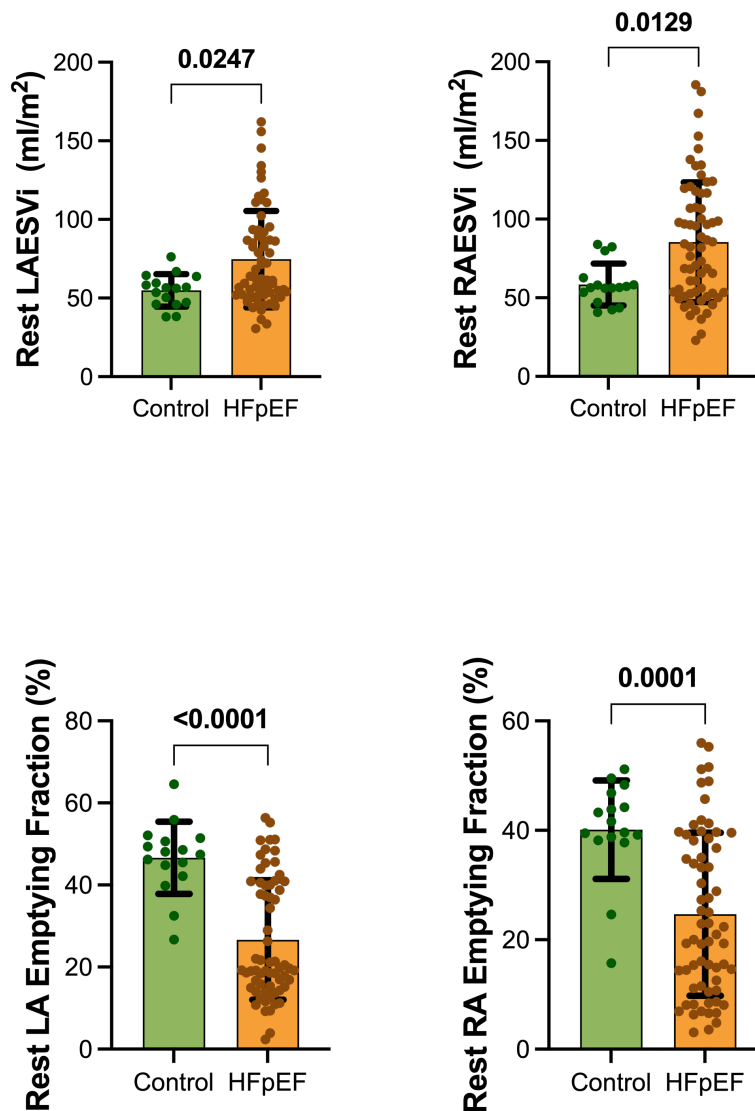 0.0247
Rest LAESVi (ml/m²)
200
150
100
50
0
Control HFpEF
0.0129
Rest RAESVi (ml/m²)
200
150
100
50
0
Control HFpEF
<0.0001
Rest LA Emptying Fraction (%)
80
60
40
20
0
Control HFpEF
0.0001
Rest RA Emptying Fraction (%)
60
40
20
0
Control HFpEF